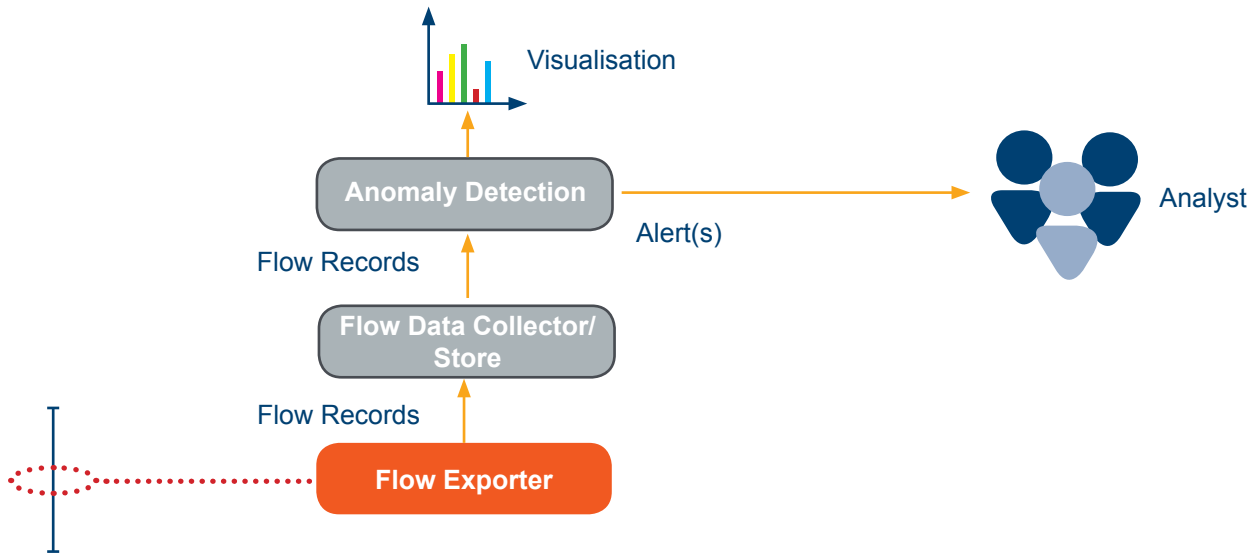 Visualisation
Anomaly Detection
Analyst
Alert(s)
Flow Records
Flow Data Collector/
Store
Flow Records
Flow Exporter